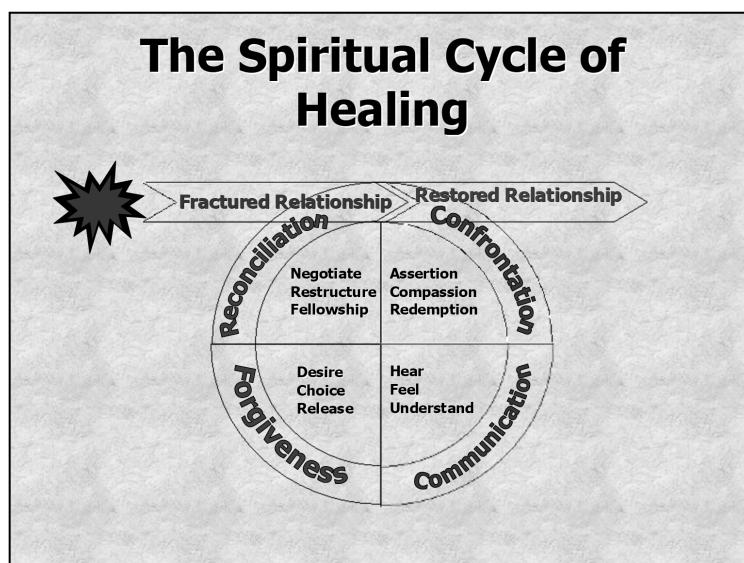 The Spiritual Cycle of
Healing
Fractured Relationship
Restored Relationship
Reconciliation
Confrontation
Negotiate
Restructure
Fellowship
Assertion
Compassion
Redemption
Desire
Choice
Release
Hear
Feel
Understand
Forgiveness
Communication